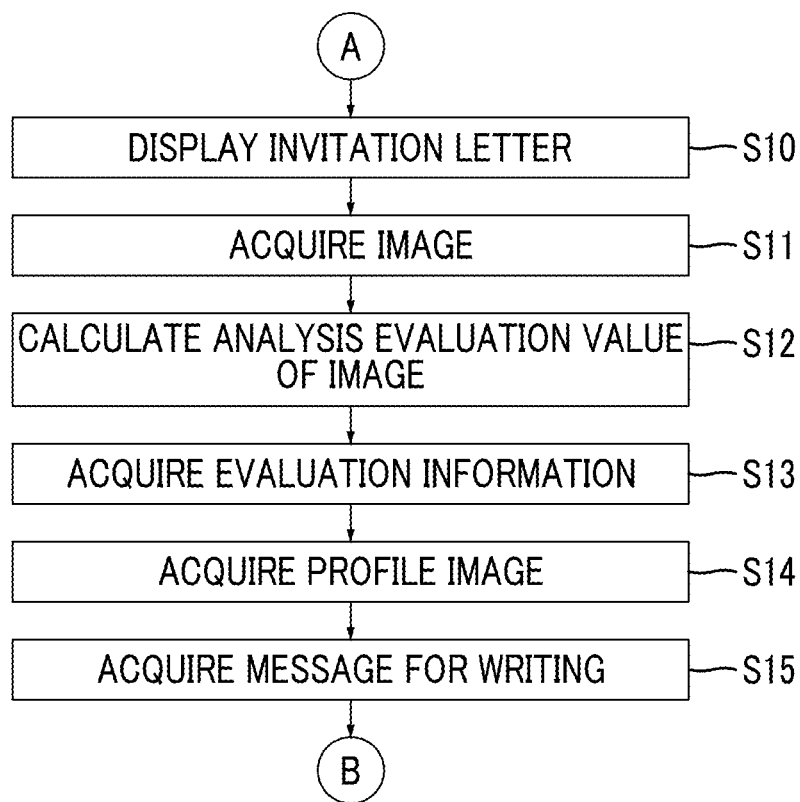 A
DISPLAY INVITATION LETTER S10
ACQUIRE IMAGE S11
CALCULATE ANALYSIS EVALUATION VALUE S12
OF IMAGE
ACQUIRE EVALUATION INFORMATION S13
ACQUIRE PROFILE IMAGE S14
ACQUIRE MESSAGE FOR WRITING S15
B